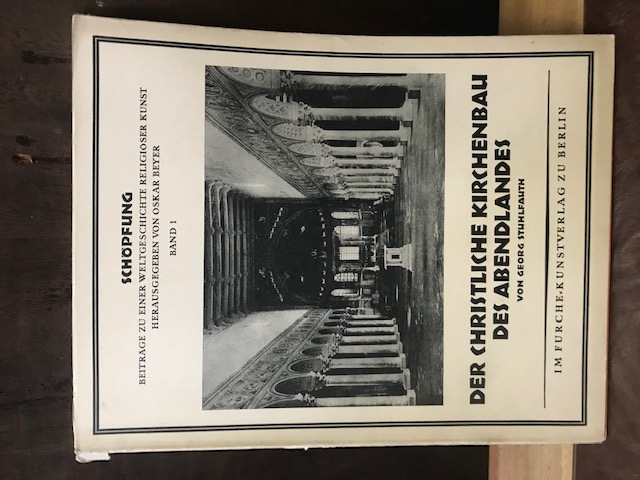 SCHÖPFUNG
BEITRÄGE ZU EINER WELTGESCHICHTE RELIGIÖSER KUNST
HERAUSGEGEBEN VON OSKAR BEYER
BAND 1
DER CHRISTLICHE KIRCHENBAU
DES ABENDLANDES
VON GEORG STUHLFAUTH
IM FURCHE-KUNSTVERLAG ZU BERLIN